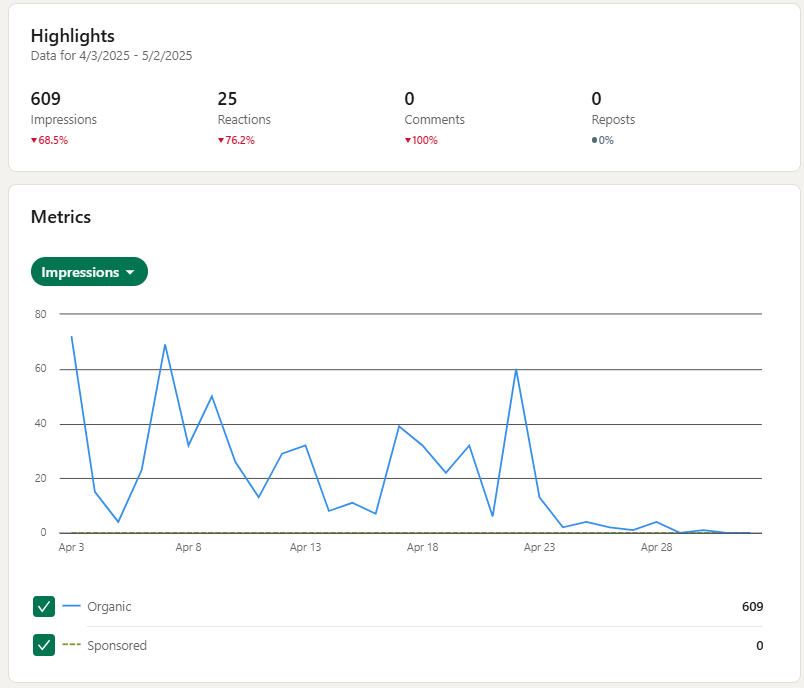 Highlights
Data for 4/3/2025 - 5/2/2025
609 25 0 0
Impressions Reactions Comments Reposts
▾68.5% ▾76.2% ▾100% ●0%
Metrics
Impressions
80
60
40
20
0
Apr 3 Apr 8 Apr 13 Apr 18 Apr 23 Apr 28
Organic 609
Sponsored 0